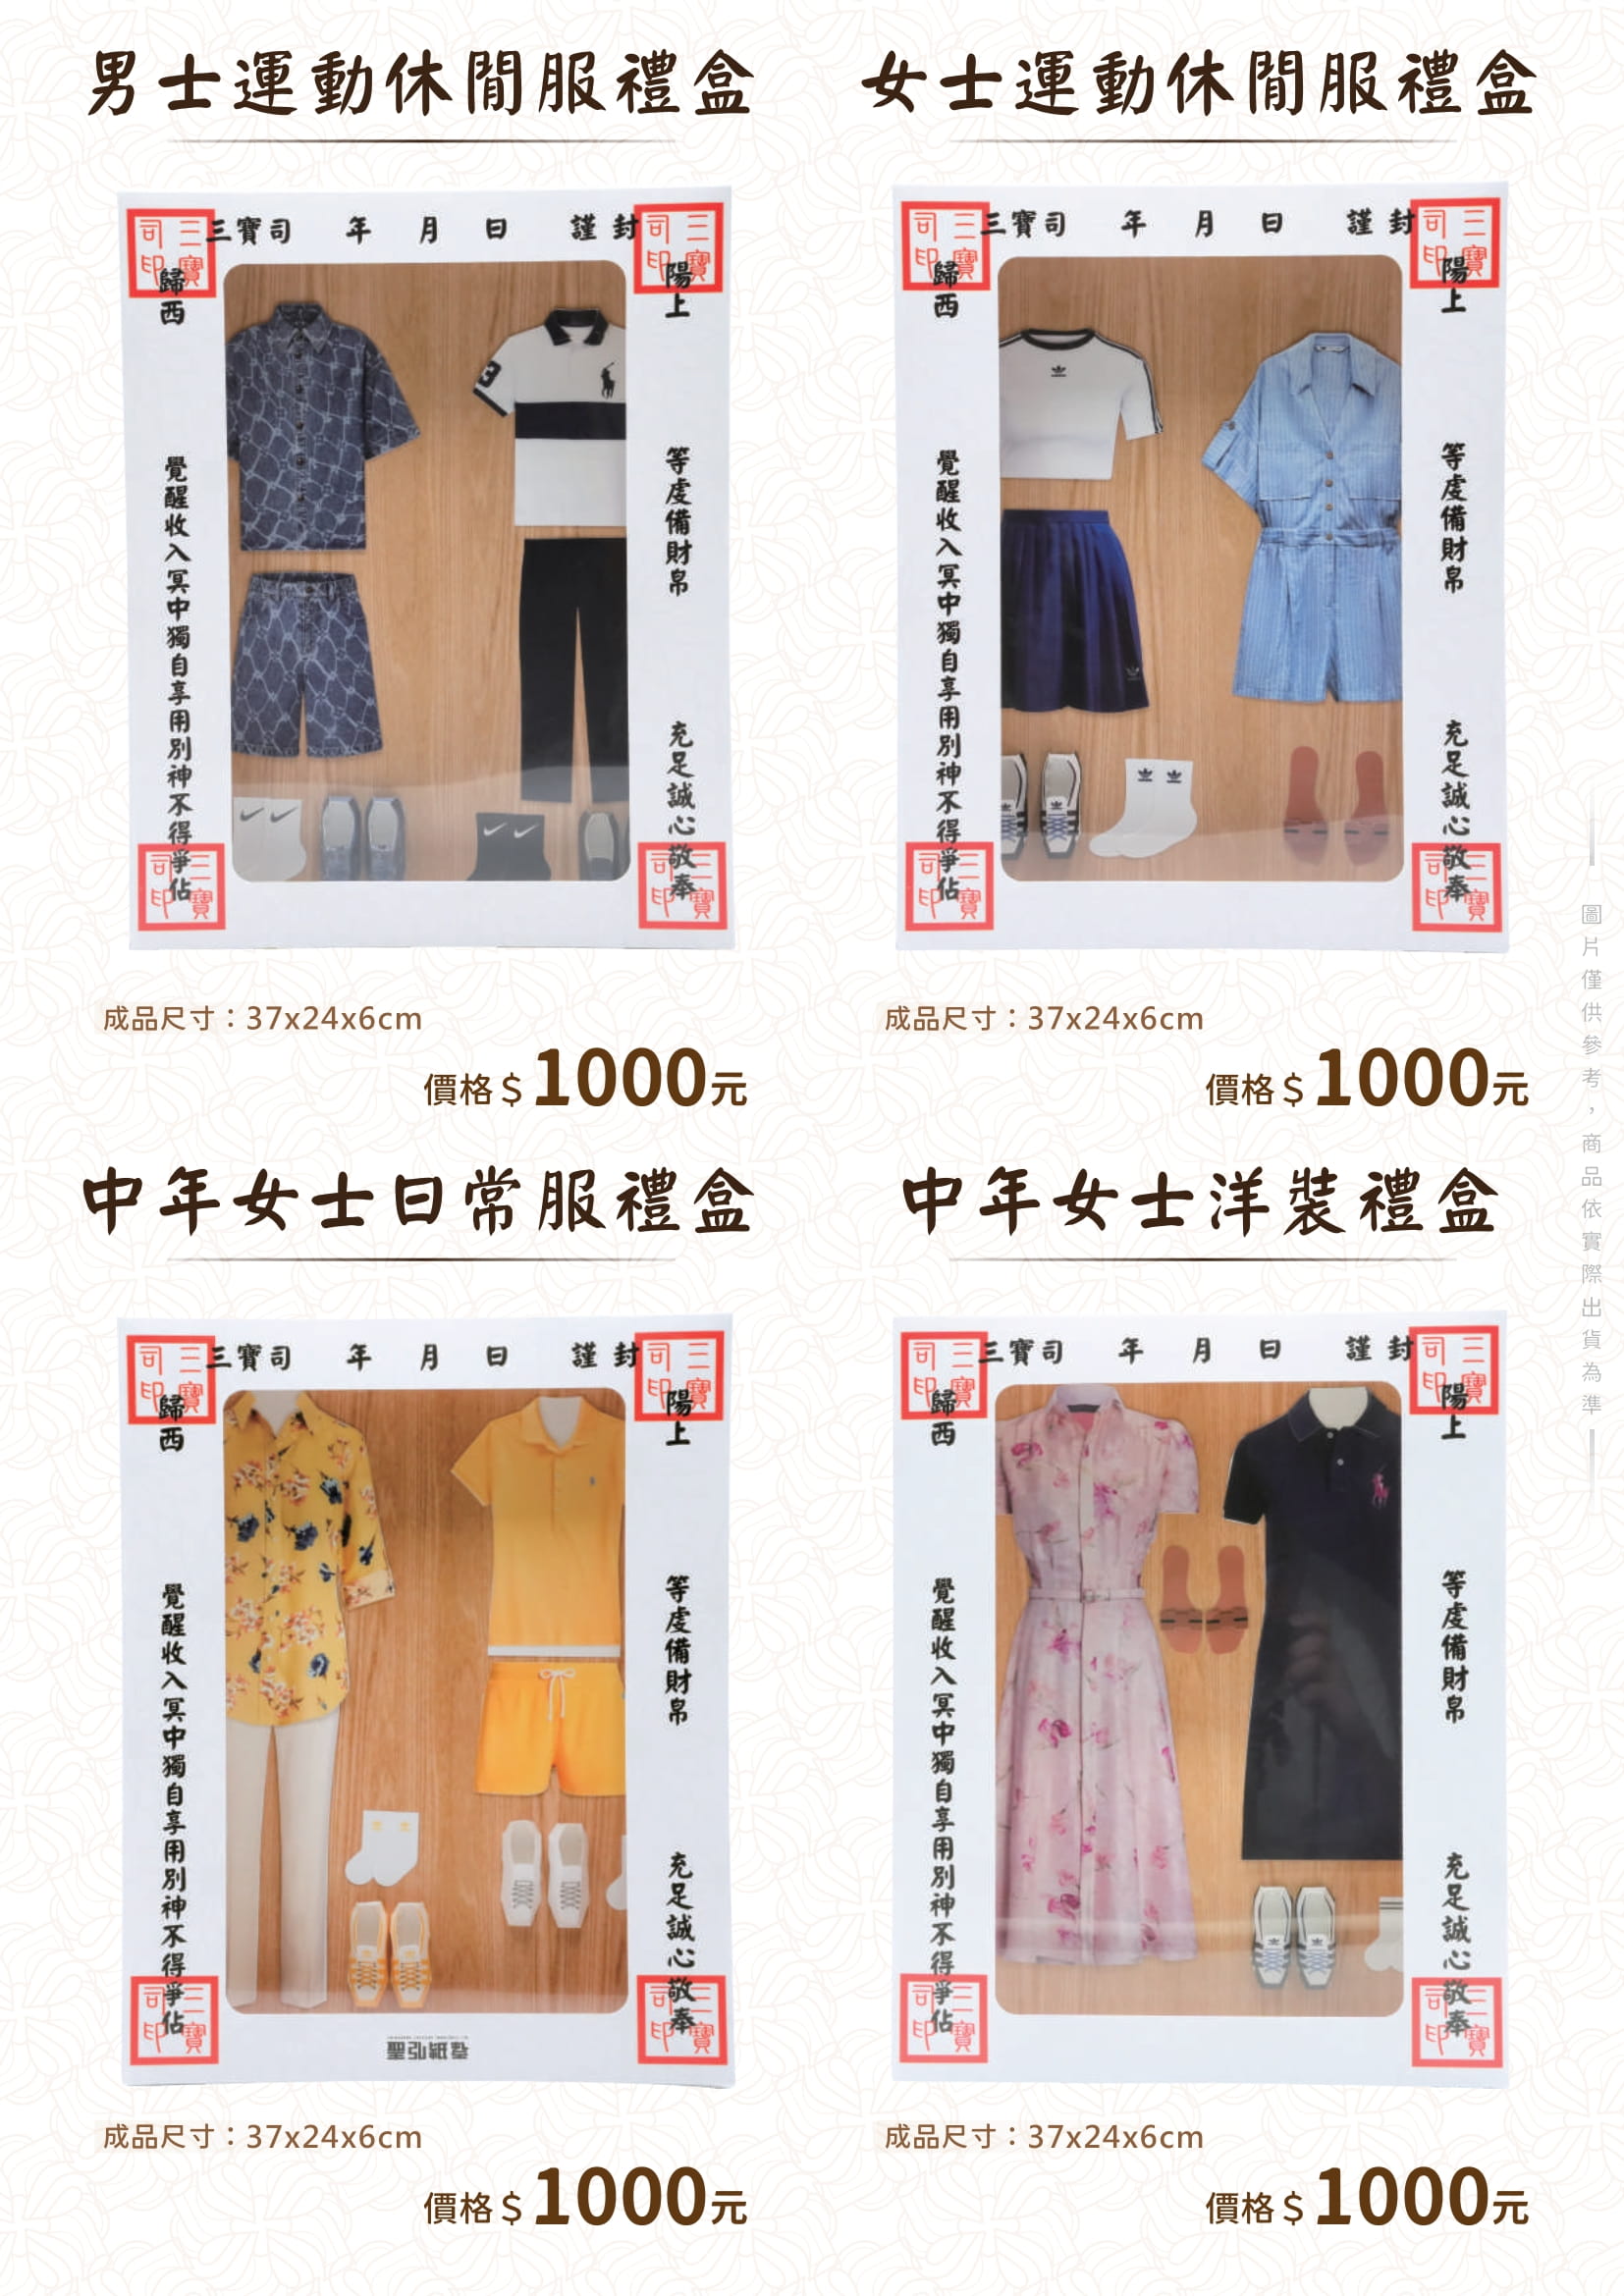 男士運動休閒服禮盒
三寶司 年 月 日 謹封
三寶司印
三寶司印
陽上
等虔備財帛
充足誠心敬奉
歸西
覺醒收入冥中獨自享用別神不得爭佔
三寶司印
三寶司印
3
成品尺寸：37x24x6cm
價格$1000元
女士運動休閒服禮盒
三寶司 年 月 日 謹封
三寶司印
三寶司印
陽上
等虔備財帛
充足誠心敬奉
歸西
覺醒收入冥中獨自享用別神不得爭佔
三寶司印
三寶司印
成品尺寸：37x24x6cm
價格$1000元
中年女士日常服禮盒
三寶司 年 月 日 謹封
三寶司印
三寶司印
陽上
等虔備財帛
充足誠心敬奉
歸西
覺醒收入冥中獨自享用別神不得爭佔
三寶司印
三寶司印
成品尺寸：37x24x6cm
價格$1000元
中年女士洋裝禮盒
三寶司 年 月 日 謹封
三寶司印
三寶司印
陽上
等虔備財帛
充足誠心敬奉
歸西
覺醒收入冥中獨自享用別神不得爭佔
三寶司印
三寶司印
成品尺寸：37x24x6cm
價格$1000元
圖片僅供參考，商品依實際出貨為準